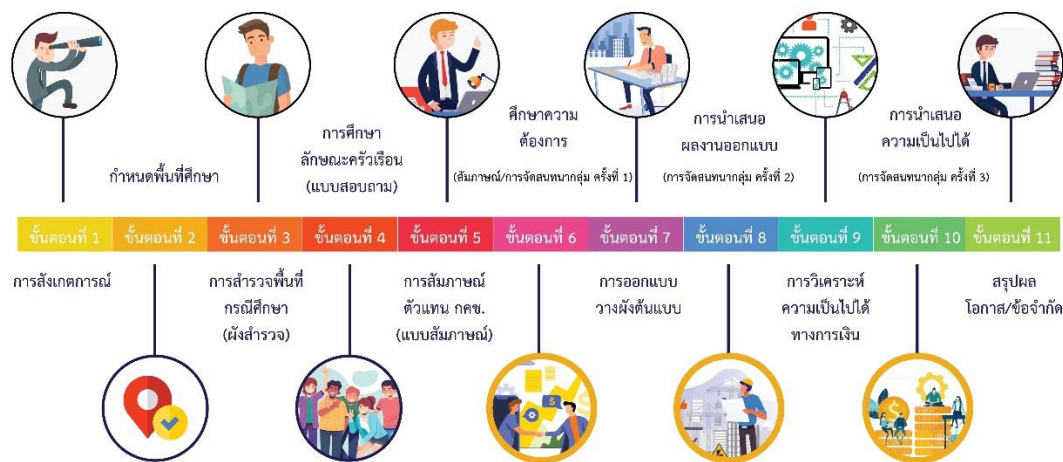 กำหนดพื้นที่ศึกษา
การศึกษา
ลักษณะครัวเรือน
(แบบสอบถาม)
ศึกษาความ
ต้องการ
(สัมภาษณ์/การจัดสนทนากลุ่ม ครั้งที่ 1)
การนำเสนอ
ผลงานออกแบบ
(การจัดสนทนากลุ่ม ครั้งที่ 2)
การนำเสนอ
ความเป็นไปได้
(การจัดสนทนากลุ่ม ครั้งที่ 3)
ขั้นตอนที่ 1 ขั้นตอนที่ 2 ขั้นตอนที่ 3 ขั้นตอนที่ 4 ขั้นตอนที่ 5 ขั้นตอนที่ 6 ขั้นตอนที่ 7 ขั้นตอนที่ 8 ขั้นตอนที่ 9 ขั้นตอนที่ 10 ขั้นตอนที่ 11
การสังเกตการณ์
การสำรวจพื้นที่
กรณีศึกษา
(ผังสำรวจ)
การสัมภาษณ์
ตัวแทน กคช.
(แบบสัมภาษณ์)
การออกแบบ
วางผังต้นแบบ
การวิเคราะห์
ความเป็นไปได้
ทางการเงิน
สรุปผล
โอกาส/ข้อจำกัด